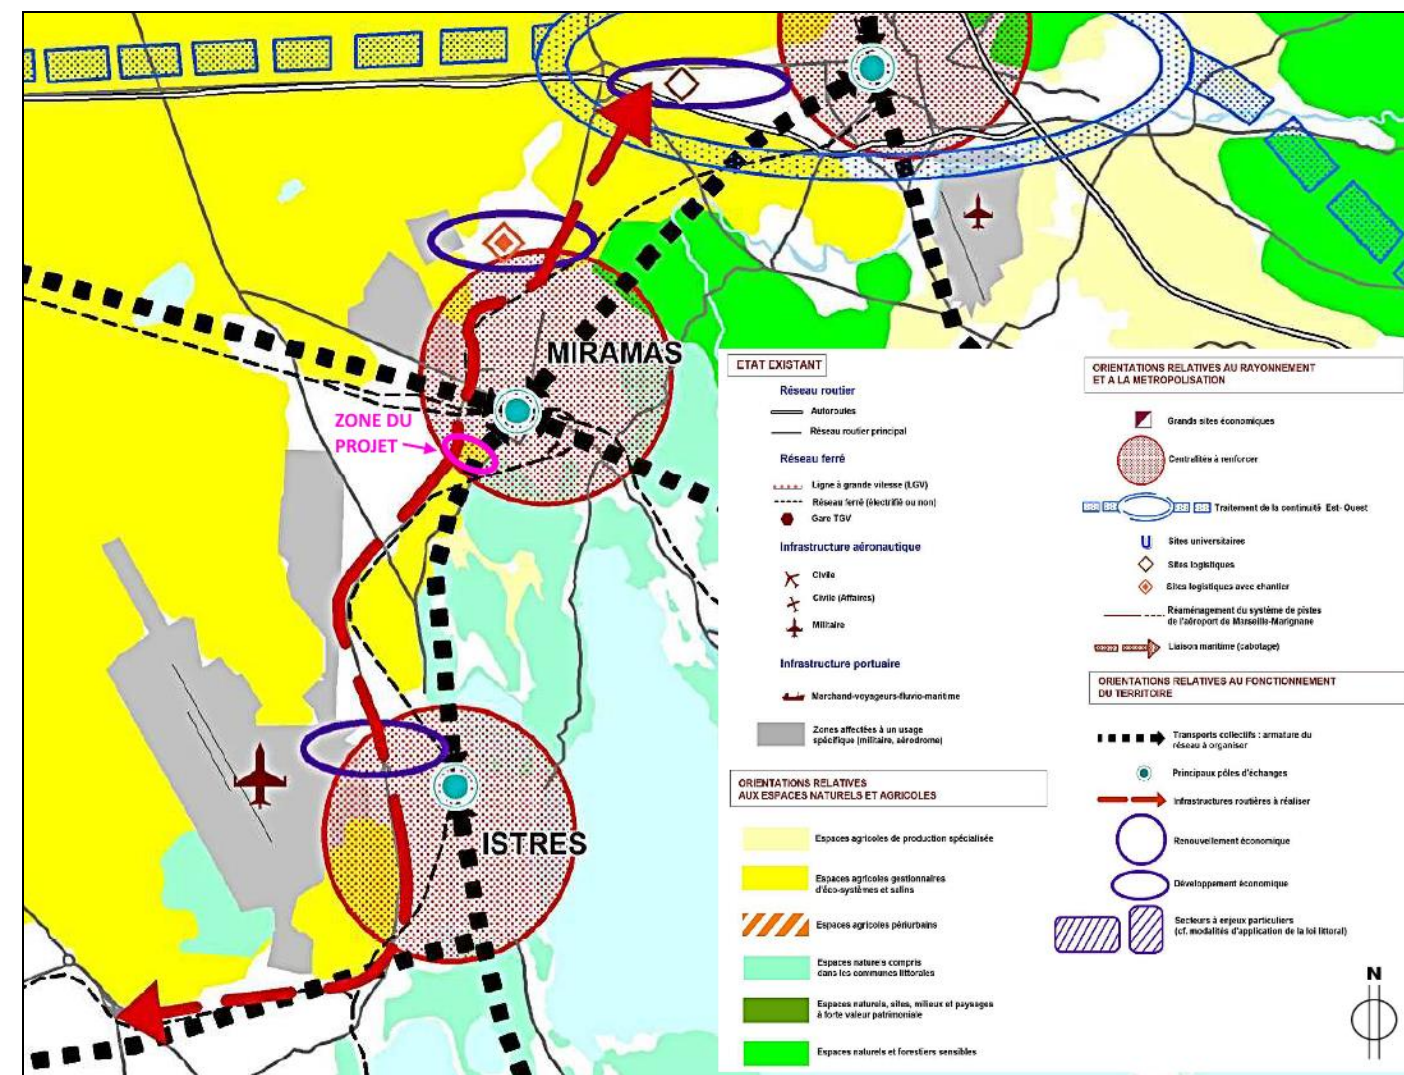 MIRAMAS
ZONE DU
PROJET
ISTRES
ETAT EXISTANT
Réseau routier
Autoroutes
Réseau routier principal
Réseau ferré
Ligne à grande vitesse (LGV)
Réseau ferré (électrifié ou non)
Gare TGV
Infrastructure aéronautique
Civile
Civile (Affaires)
Militaire
Infrastructure portuaire
Marchand-voyageurs-fluvio-maritime
Zones affectées à un usage
spécifique (militaire, aérodrome)
ORIENTATIONS RELATIVES
AUX ESPACES NATURELS ET AGRICOLES
Espaces agricoles de production spécialisée
Espaces agricoles gestionnaires
d'éco-systèmes et salins
Espaces agricoles périurbains
Espaces naturels compris
dans les communes littorales
Espaces naturels, sites, milieux et paysages
à forte valeur patrimoniale
Espaces naturels et forestiers sensibles
ORIENTATIONS RELATIVES AU RAYONNEMENT
ET A LA METROPOLISATION
Grands sites économiques
Centralités à renforcer
Traitement de la continuité Est- Ouest
U
Sites universitaires
Sites logistiques
Sites logistiques avec chantier
Réaménagement du système de pistes
de l'aéroport de Marseille-Marignane
Liaison maritime (cabotage)
ORIENTATIONS RELATIVES AU FONCTIONNEMENT
DU TERRITOIRE
Transports collectifs : armature du
réseau à organiser
Principaux pôles d'échanges
Infrastructures routières à réaliser
Renouvellement économique
Développement économique
Secteurs à enjeux particuliers
(cf. modalités d'application de la loi littoral)
N